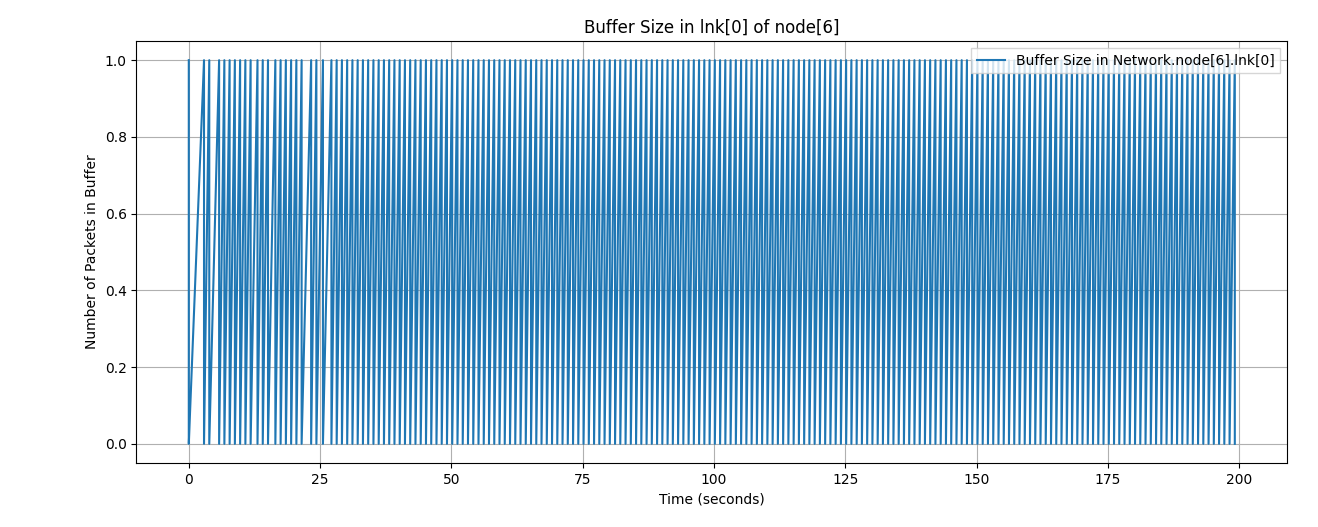 Buffer Size in lnk[0] of node[6]
Buffer Size in Network.node[6].lnk[0]
Number of Packets in Buffer
1.0
0.8
0.6
0.4
0.2
0.0
0 25 50 75 100 125 150 175 200
Time (seconds)